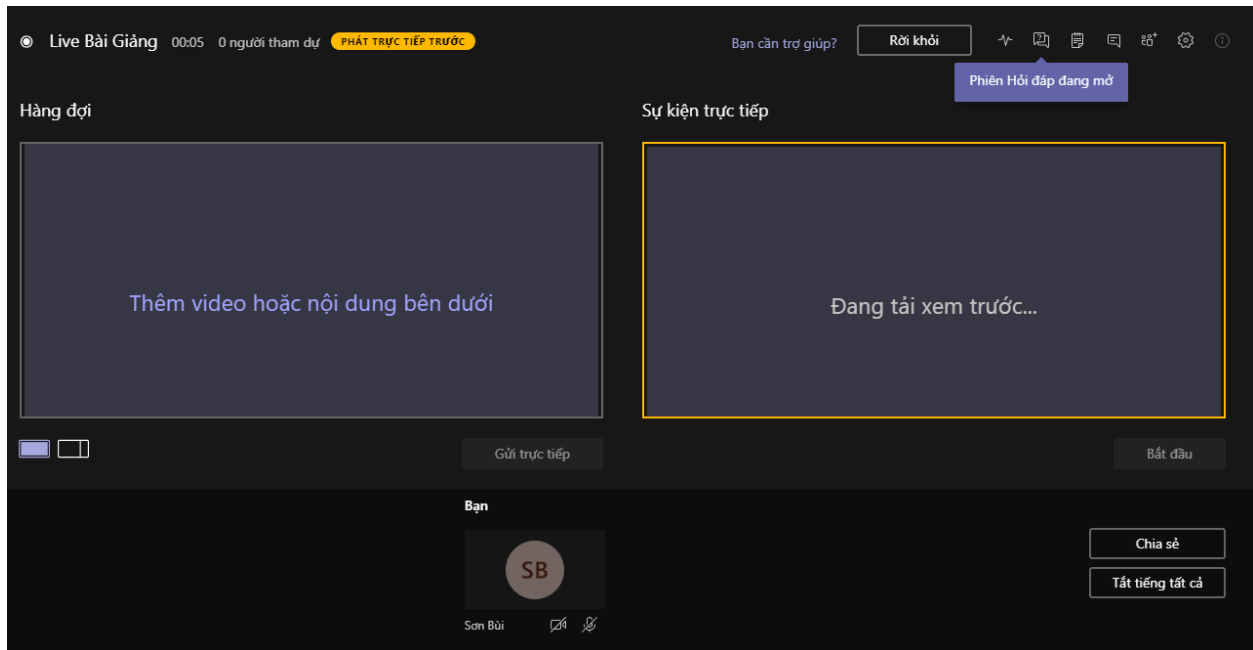 Live Bài Giảng 00:05 0 người tham dự PHÁT TRỰC TIẾP TRƯỚC Bạn cần trợ giúp? Rời khỏi
Phiên Hỏi đáp đang mở
Hàng đợi
Sự kiện trực tiếp
Thêm video hoặc nội dung bên dưới
Đang tải xem trước...
Gửi trực tiếp
Bắt đầu
Bạn
SB
Sơn Bùi
Chia sẻ
Tắt tiếng tất cả